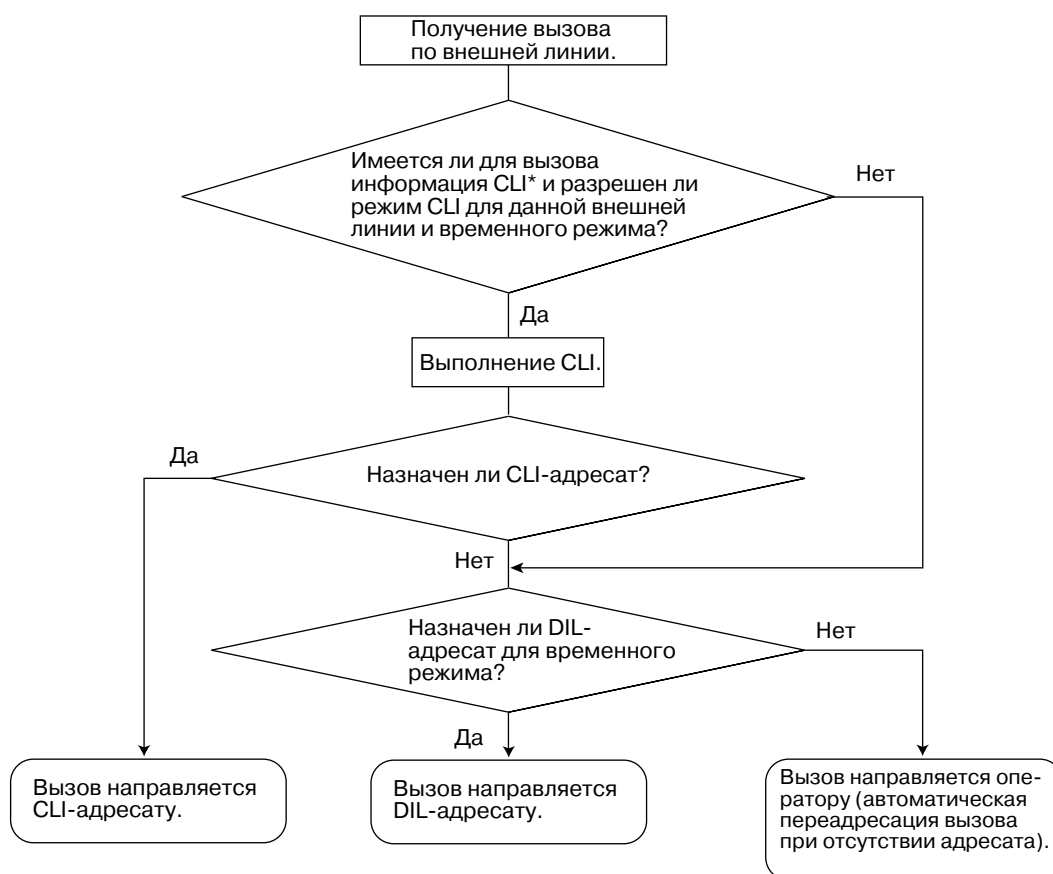 Получение вызова
по внешней линии.
Имеется ли для вызова
информация CLI* и разрешен ли
режим CLI для данной внешней
линии и временного режима?
Нет
Да
Выполнение CLI.
Да
Назначен ли CLI-адресат?
Нет
Назначен ли DIL-
адресат для временного
режима?
Нет
Да
Вызов направляется
CLI-адресату.
Вызов направляется
DIL-адресату.
Вызов направляется опе-
ратору (автоматическая
переадресация вызова
при отсутствии адресата).